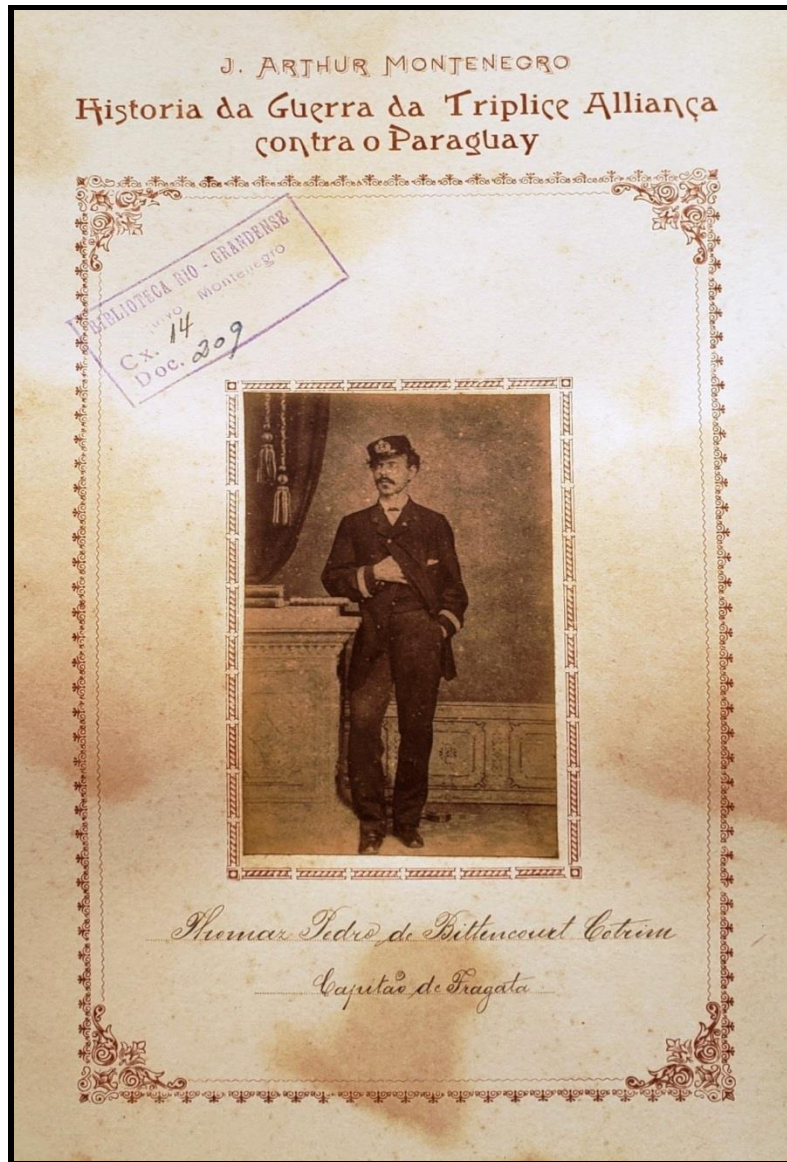 J. ARTHUR MONTENEGRO
Historia da Guerra da Triplice Alliança
contra o Paraguay
BIBLIOTECA RIO - GRANDENSE
Montenegro
Cx. 14
Doc. 209
Thomaz Pedro de Bittencourt Cotrim
Capitão de Fragata